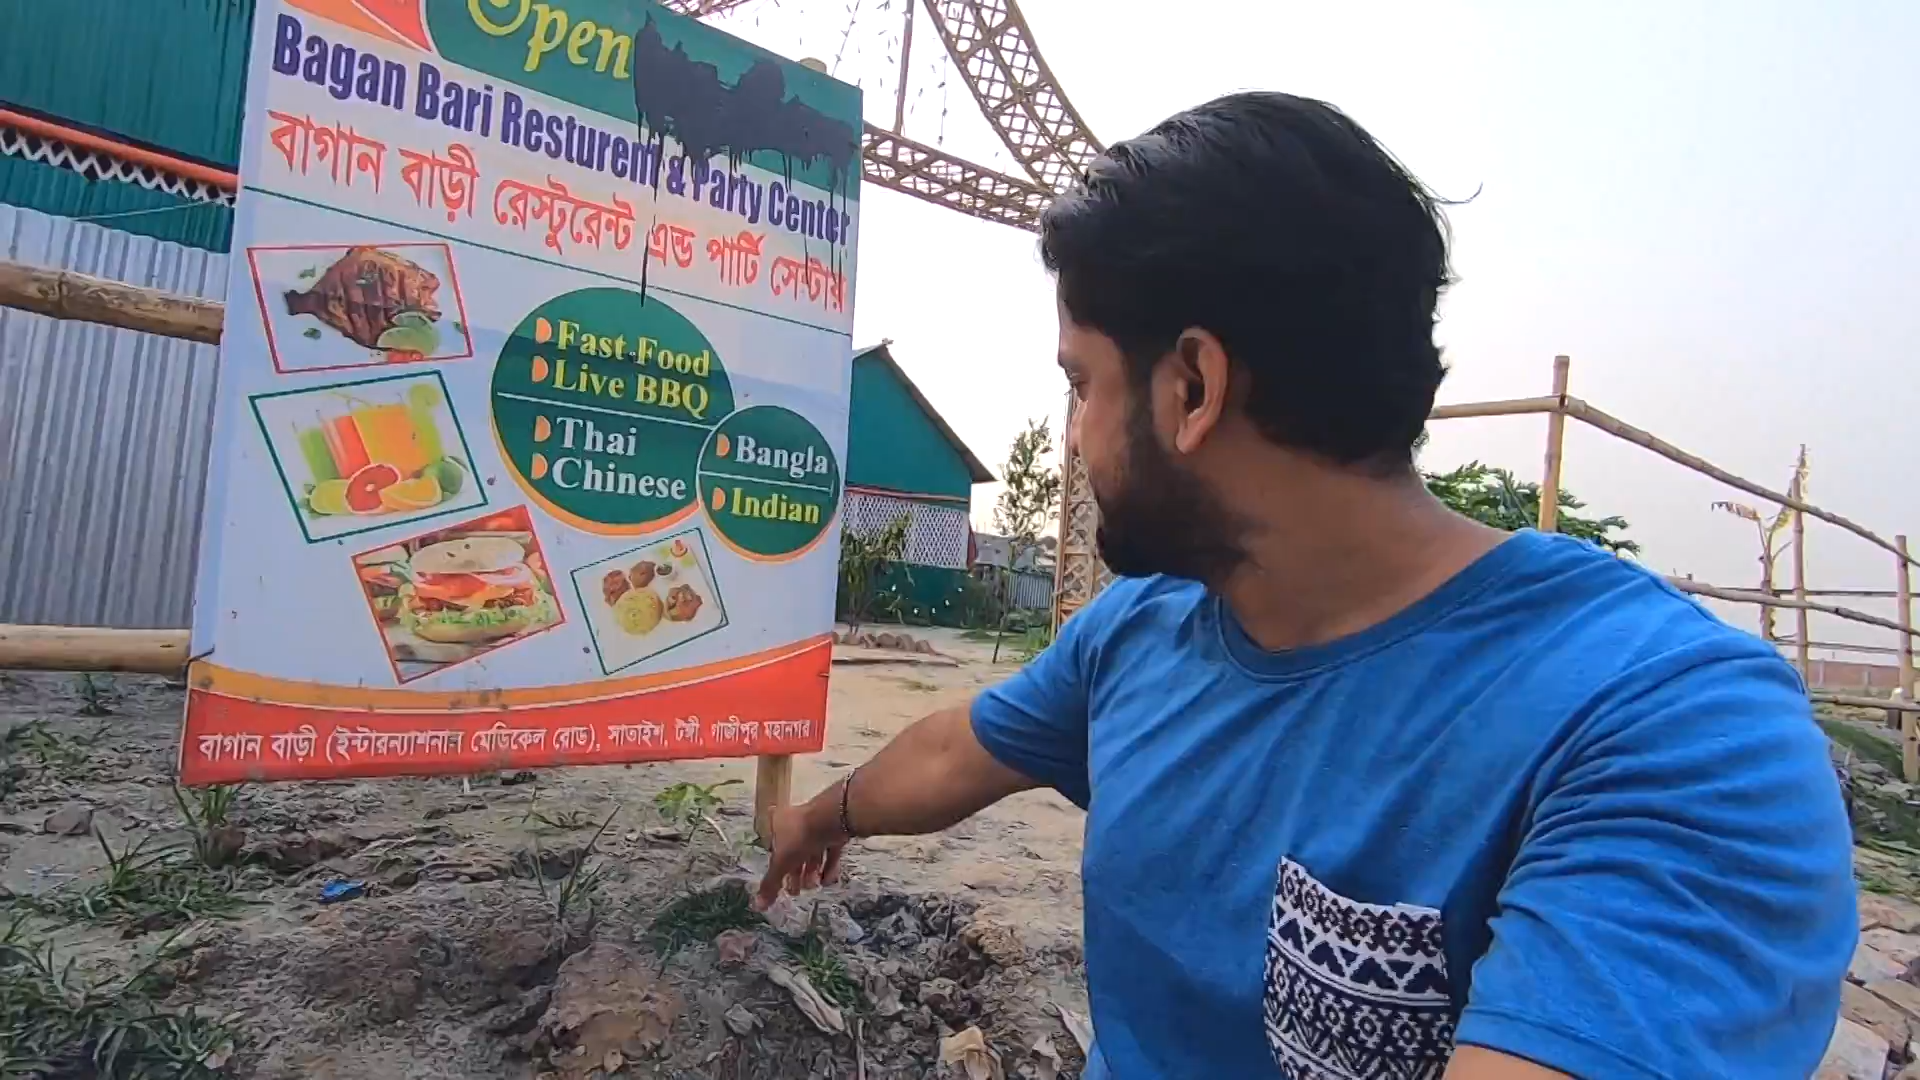 Open
Bagan Bari Resturent & Party Center
বাগান বাড়ী রেস্টুরেন্ট এন্ড পার্টি সেন্টার
Fast Food
Live BBQ
Thai
Chinese
Bangla
Indian
বাগান বাড়ী (ইন্টারন্যাশনাল মেডিকেল রোড), সাতাইশ, টঙ্গী, গাজীপুর মহানগর।